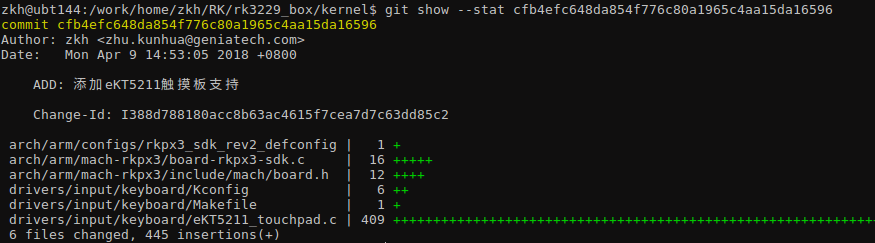 zkh@ubt144:/work/home/zkh/RK/rk3229_box/kernel$ git show --stat cfb4efc648da854f776c80a1965c4aa15da16596
commit cfb4efc648da854f776c80a1965c4aa15da16596
Author: zkh <zhu.kunhua@geniatech.com>
Date:   Mon Apr 9 14:53:05 2018 +0800
ADD: 添加eKT5211触摸板支持
Change-Id: I388d788180acc8b63ac4615f7cea7d7c63dd85c2
arch/arm/configs/rkpx3_sdk_rev2_defconfig |   1 +
arch/arm/mach-rkpx3/board-rkpx3-sdk.c     |  16 +++++
arch/arm/mach-rkpx3/include/mach/board.h  |  12 ++++
drivers/input/keyboard/Kconfig            |   6 ++
drivers/input/keyboard/Makefile           |   1 +
drivers/input/keyboard/eKT5211_touchpad.c | 409 ++++++++++++++++++++++++++++++++++++++++++++++++++++++++++++
6 files changed, 445 insertions(+)